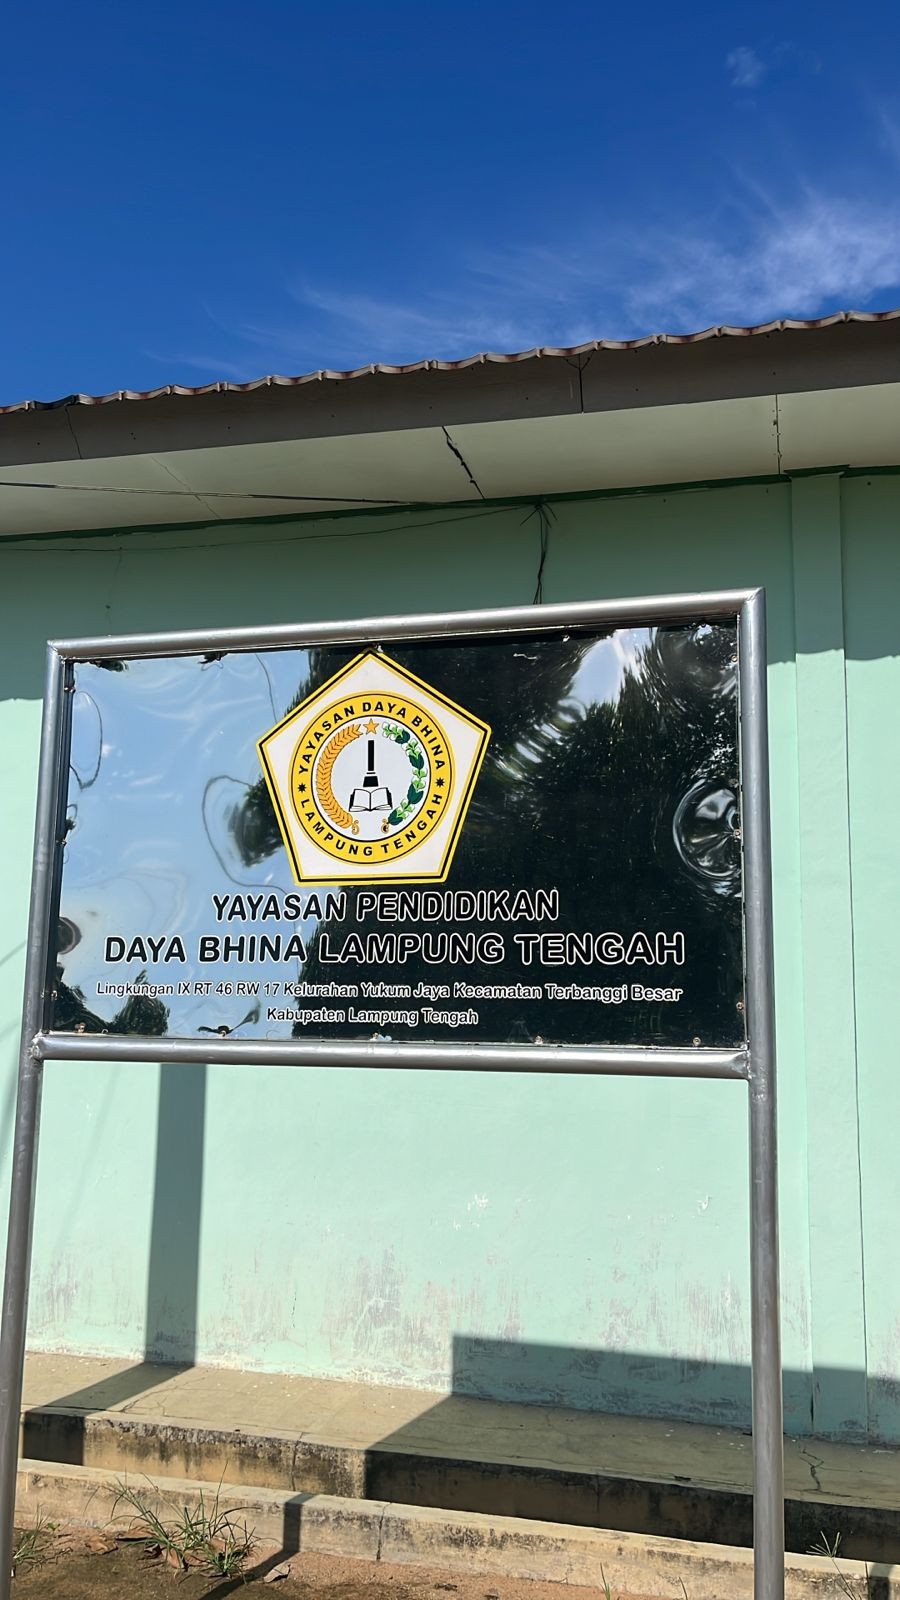 YAYASAN DAYA BHINA
LAMPUNG TENGAH
YAYASAN PENDIDIKAN
DAYA BHINA LAMPUNG TENGAH
Lingkungan IX RT 46 RW 17 Kelurahan Yukum Jaya Kecamatan Terbanggi Besar
Kabupaten Lampung Tengah